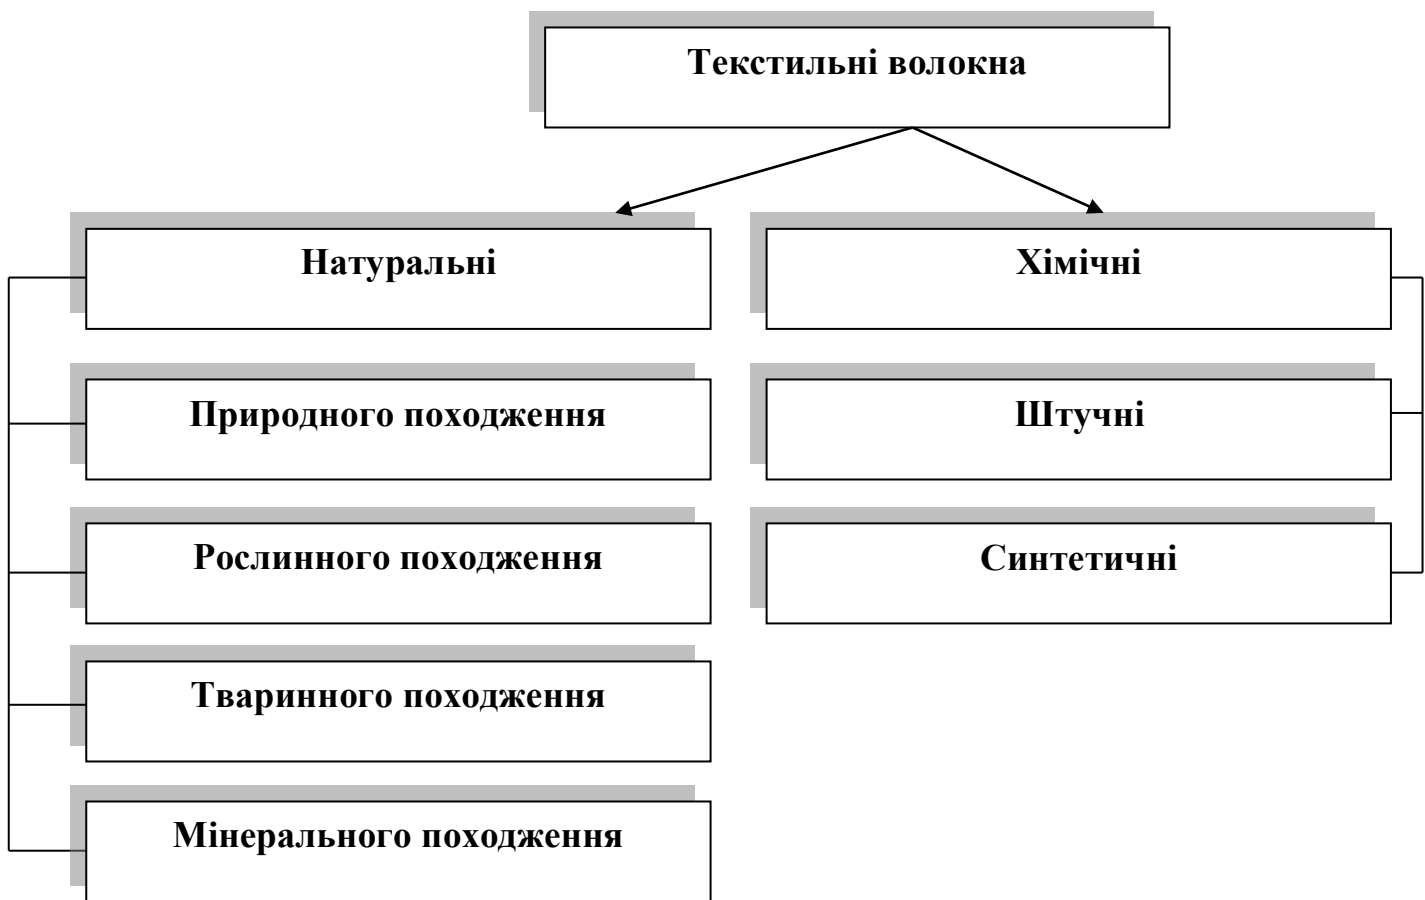 Текстильні волокна
Натуральні
Хімічні
Природного походження
Штучні
Рослинного походження
Синтетичні
Тваринного походження
Мінерального походження